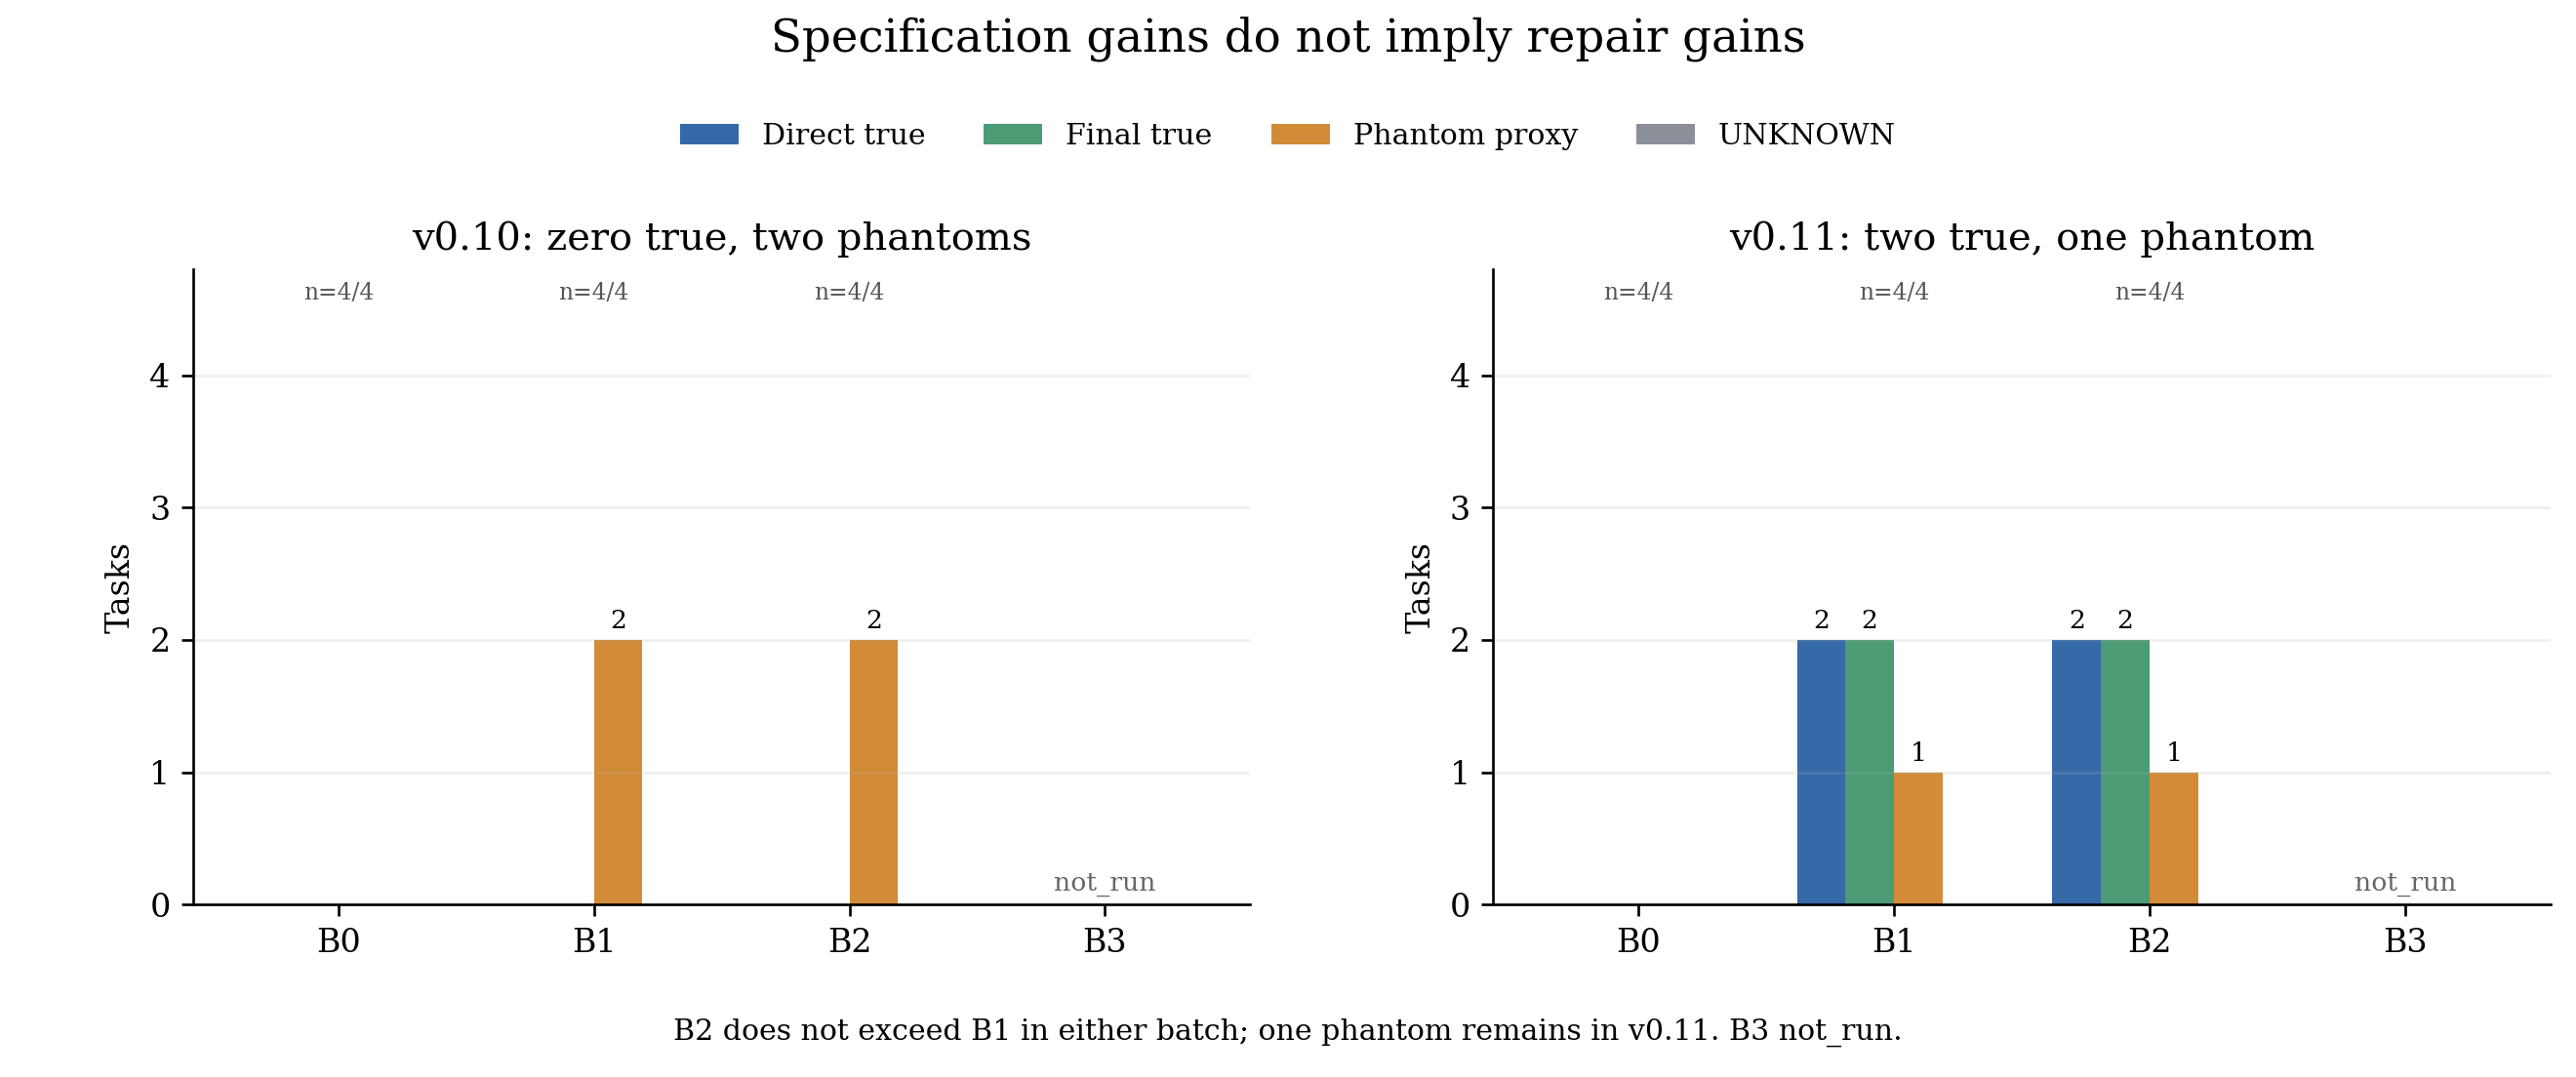 Specification gains do not imply repair gains
Direct true
Final true
Phantom proxy
UNKNOWN
v0.10: zero true, two phantoms
n=4/4
n=4/4
n=4/4
Tasks
4
3
2
1
0
2
2
not_run
B0
B1
B2
B3
v0.11: two true, one phantom
n=4/4
n=4/4
n=4/4
Tasks
4
3
2
1
0
2
2
1
2
2
1
not_run
B0
B1
B2
B3
B2 does not exceed B1 in either batch; one phantom remains in v0.11. B3 not_run.